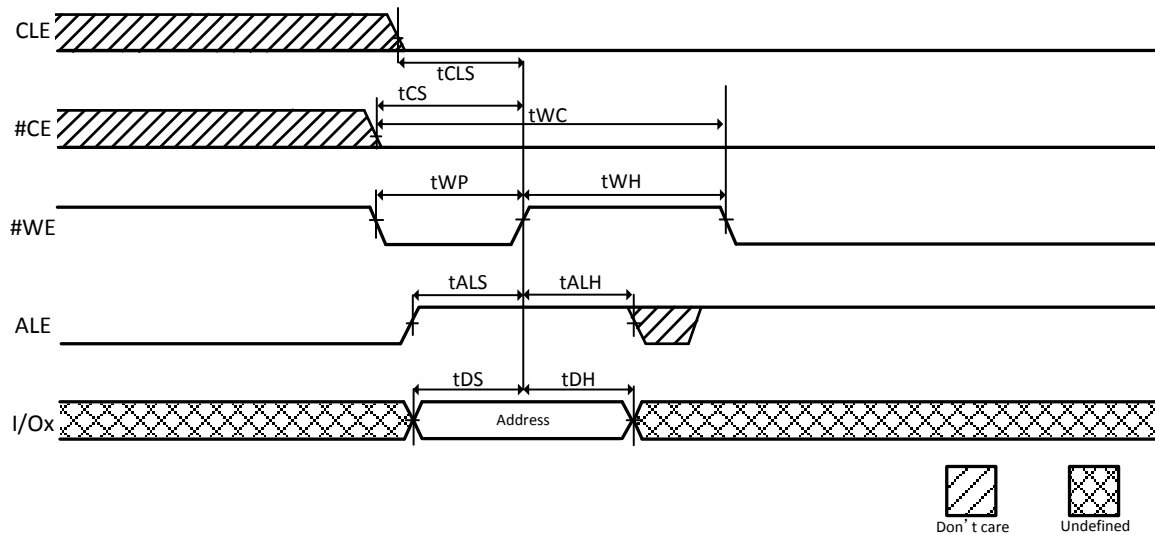 CLE
tCLS
tCS
#CE
tWC
tWP
tWH
#WE
tALS
tALH
ALE
tDS
tDH
I/Ox
Address
Don’t care
Undefined